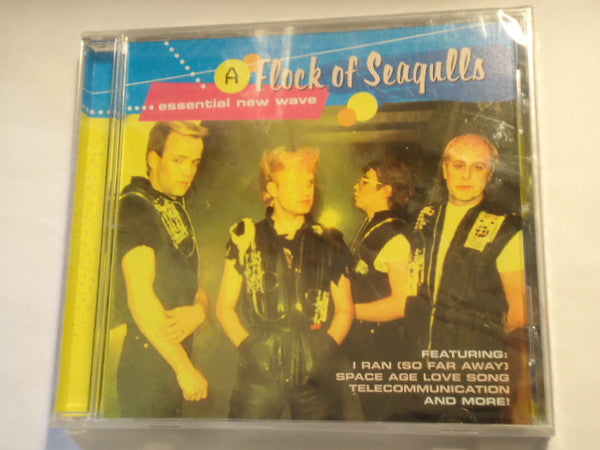 A Flock of Seagulls
essential new wave
FEATURING:
I RAN (SO FAR AWAY)
SPACE AGE LOVE SONG
TELECOMMUNICATION
AND MORE!